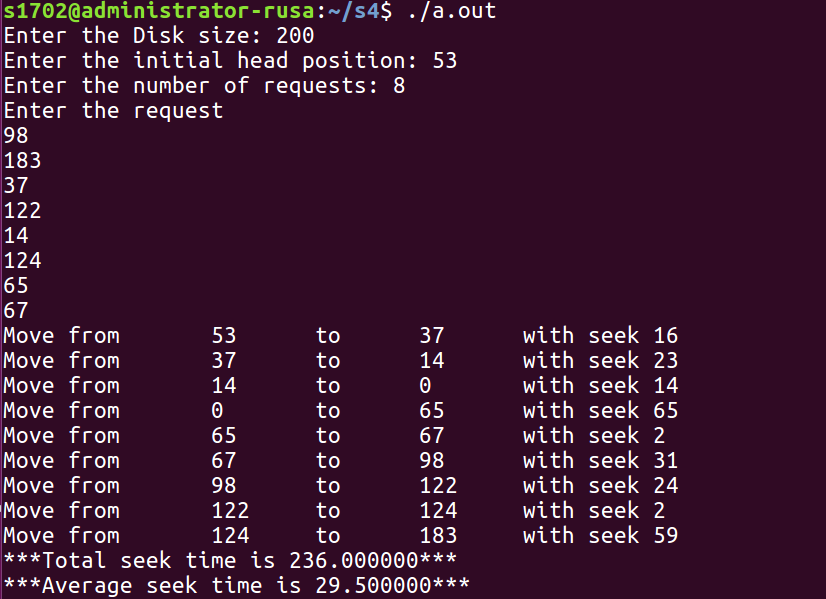 s1702@administrator-rusa:~/s4$ ./a.out
Enter the Disk size: 200
Enter the initial head position: 53
Enter the number of requests: 8
Enter the request
98
183
37
122
14
124
65
67
Move from 53 to 37 with seek 16
Move from 37 to 14 with seek 23
Move from 14 to 0 with seek 14
Move from 0 to 65 with seek 65
Move from 65 to 67 with seek 2
Move from 67 to 98 with seek 31
Move from 98 to 122 with seek 24
Move from 122 to 124 with seek 2
Move from 124 to 183 with seek 59
***Total seek time is 236.000000***
***Average seek time is 29.500000***